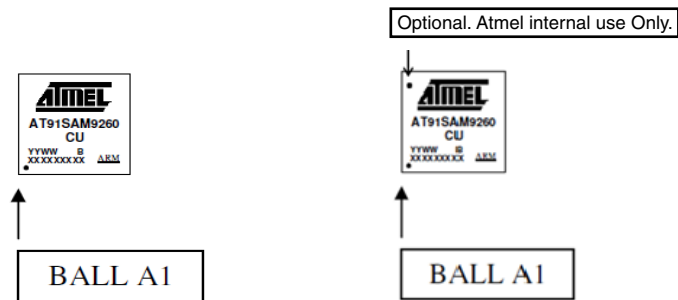 Optional. Atmel internal use Only.
ATMEL
AT91SAM9260
CU
YYWW B
XXXXXXXXX ARM
BALL A1
ATMEL
AT91SAM9260
CU
YYWW B
XXXXXXXXX ARM
BALL A1